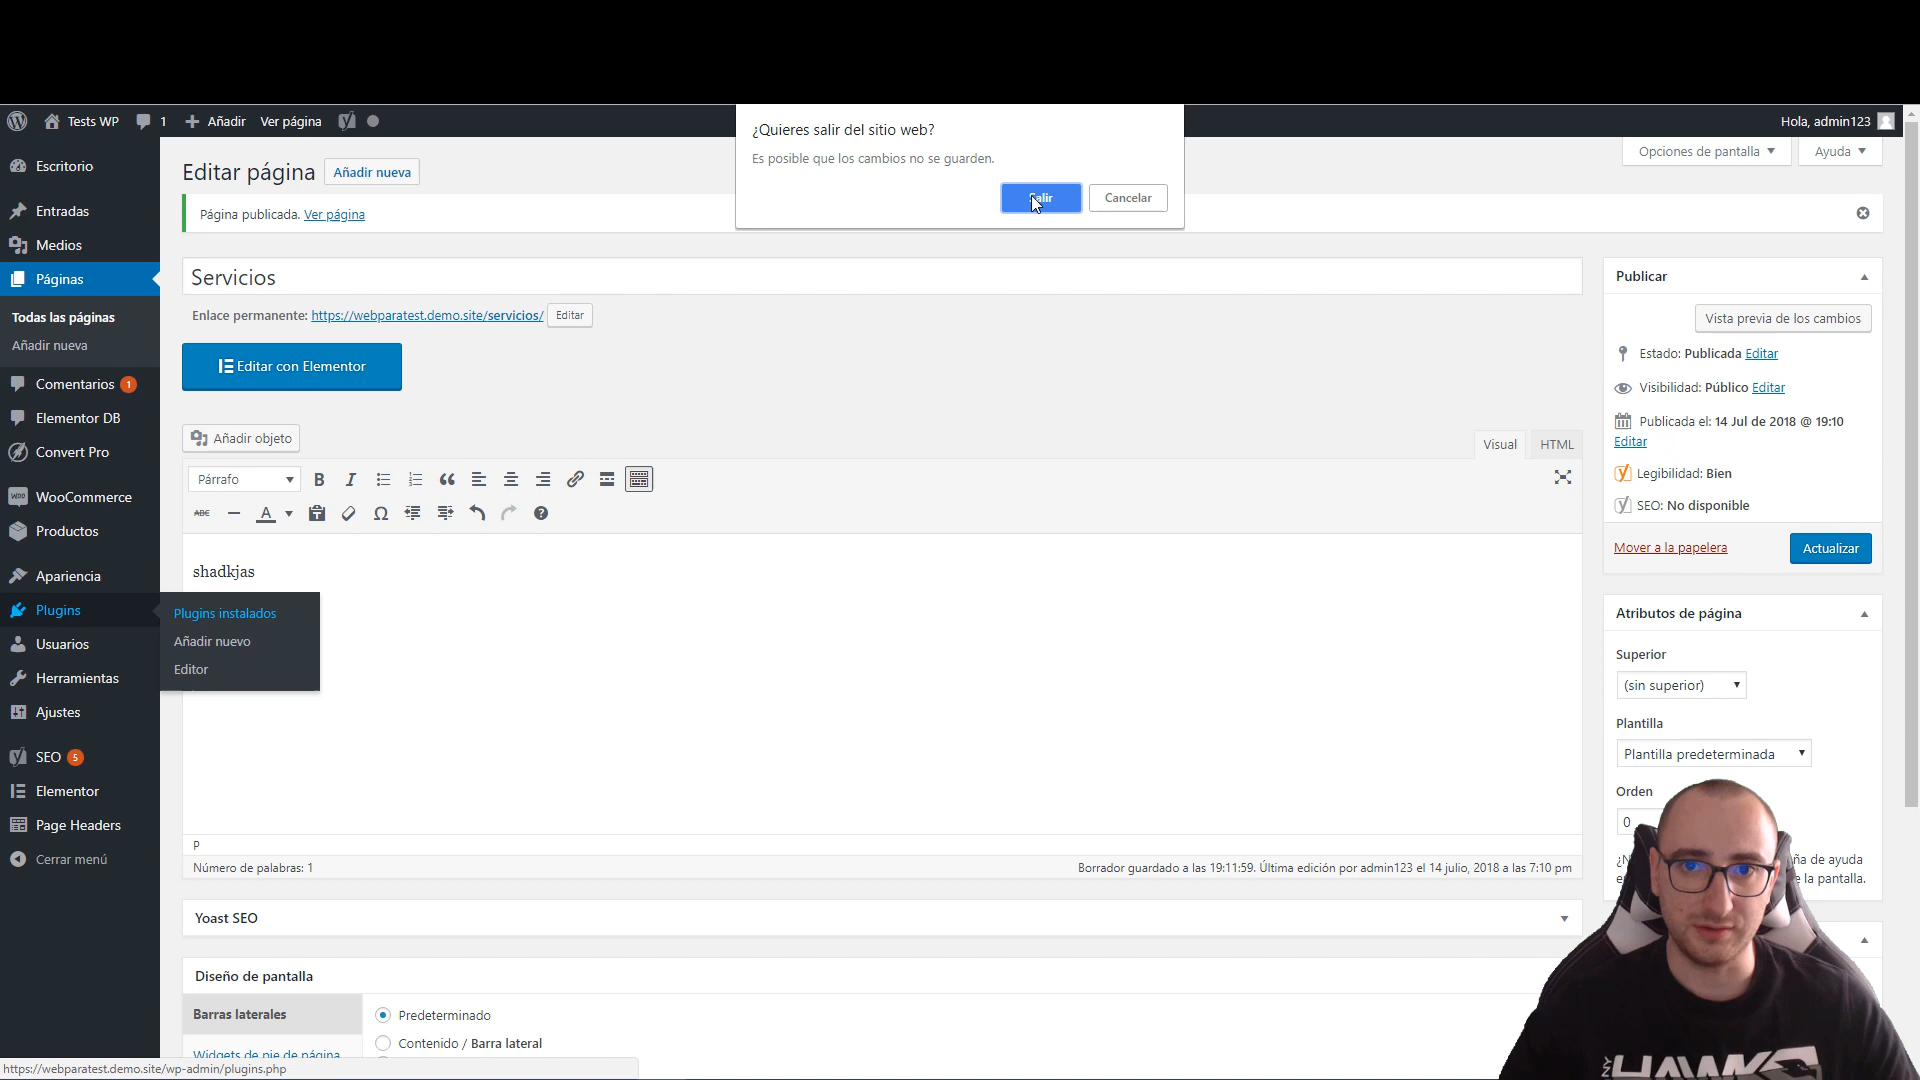 Tests WP
1
Añadir
Ver página
Hola, admin123
¿Quieres salir del sitio web?
Es posible que los cambios no se guarden.
Cancelar
Opciones de pantalla
Ayuda
Editar página
Añadir nueva
Página publicada. Ver página
Escritorio
Entradas
Medios
Páginas
Todas las páginas
Añadir nueva
Comentarios 1
Elementor DB
Convert Pro
WooCommerce
Productos
Apariencia
Plugins
Plugins instalados
Añadir nuevo
Editor
Usuarios
Herramientas
Ajustes
SEO 5
Elementor
Page Headers
Cerrar menú
Servicios
Enlace permanente: https://webparatest.demo.site/servicios/ Editar
Editar con Elementor
Añadir objeto
Visual
HTML
Párrafo
ABC
shadkjas
P
Número de palabras: 1
Borrador guardado a las 19:11:59. Última edición por admin123 el 14 julio, 2018 a las 7:10 pm
Yoast SEO
Diseño de pantalla
Barras laterales
Predeterminado
Contenido / Barra lateral
Widgets de pie de página
Publicar
Vista previa de los cambios
Estado: Publicada Editar
Visibilidad: Público Editar
Publicada el: 14 Jul de 2018 @ 19:10
Editar
Legibilidad: Bien
SEO: No disponible
Mover a la papelera
Actualizar
Atributos de página
Superior
(sin superior)
Plantilla
Plantilla predeterminada
Orden
0
de ayuda
la pantalla.
https://webparatest.demo.site/wp-admin/plugins.php